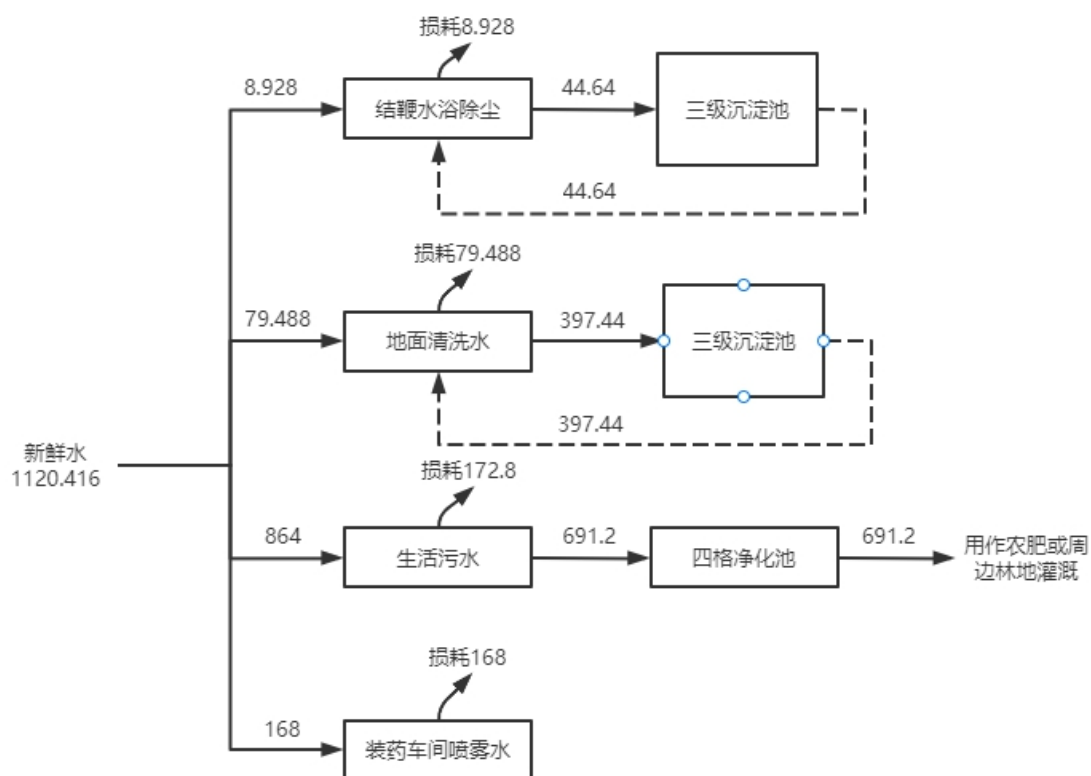 损耗8.928
8.928
结鞭水浴除尘
44.64
三级沉淀池
44.64
损耗79.488
79.488
地面清洗水
397.44
三级沉淀池
397.44
新鲜水
1120.416
损耗172.8
864
生活污水
691.2
四格净化池
691.2
用作农肥或周
边林地灌溉
损耗168
168
装药车间喷雾水